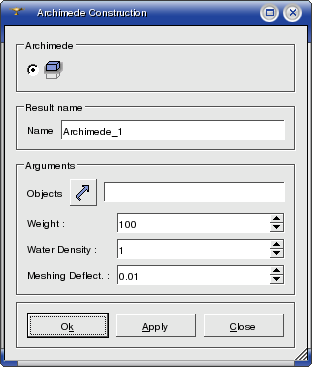 Archimede Construction
Archimede
Result name
Name Archimede_1
Arguments
Objects
Weight : 100
Water Density : 1
Meshing Deflect. : 0.01
Ok Apply Close